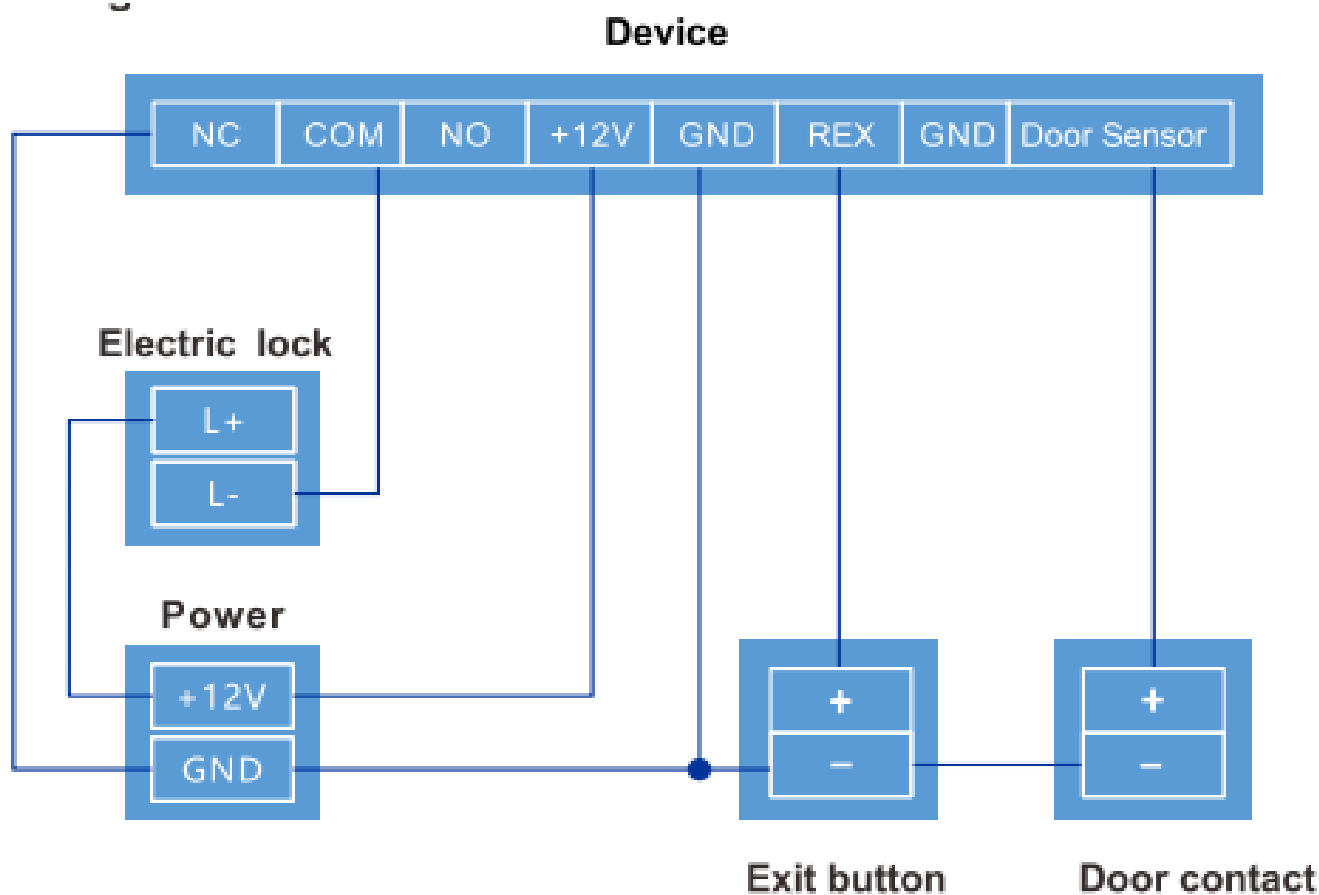 Device
NC COM NO +12V GND REX GND Door Sensor
Electric lock
L+
L-
Power
+12V
GND
+ +
− −
Exit button Door contact